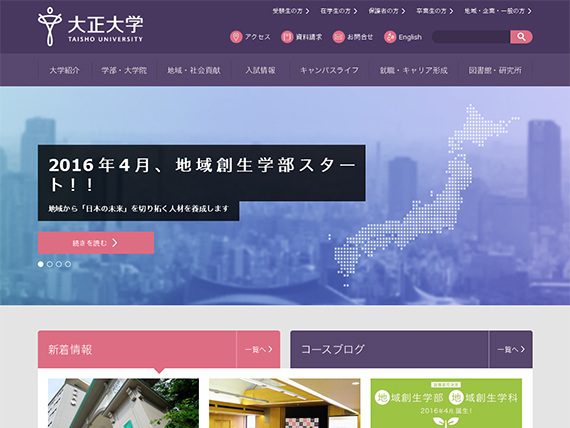 受験生の方 在学生の方 保護者の方 卒業生の方 地域・企業・一般の方
大正大学
TAISHO UNIVERSITY
アクセス 資料請求 お問合せ English
大学紹介 学部・大学院 地域・社会貢献 入試情報 キャンパスライフ 就職・キャリア形成 図書館・研究所
2016年4月、地域創生学部スター
ト！！
地域から「日本の未来」を切り拓く人材を養成します
続きを読む
新着情報 一覧へ コースブログ 一覧へ
地域創生学部 地域創生学科
2016年4月誕生!